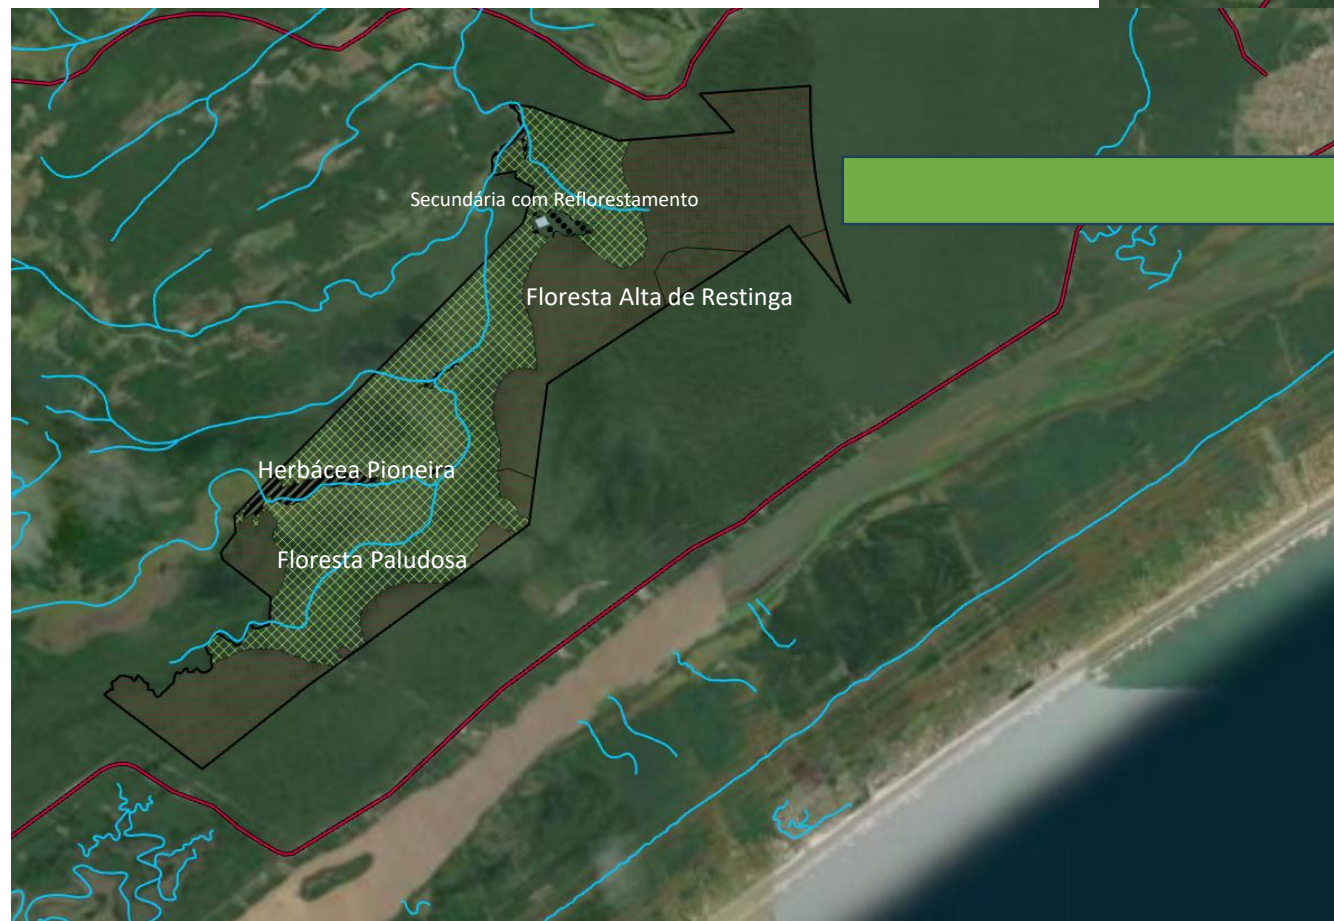 Secundária com Reflorestamento
Floresta Alta de Restinga
Herbácea Pioneira
Floresta Paludosa